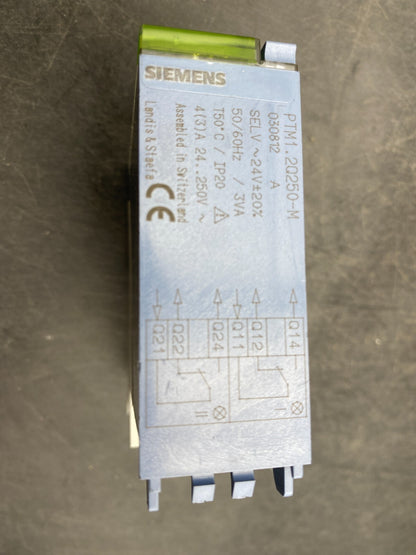 SIEMENS
PTM1.2Q250-M
030812 A
SELV ~24V±20%
50/60Hz / 3VA
T50°C / IP20 ⚠
4(3)A 24..250V ~
Assembled in Switzerland
Landis & Staefa
CE
Q21 Q22 Q24 Q11 Q12 Q14
II I